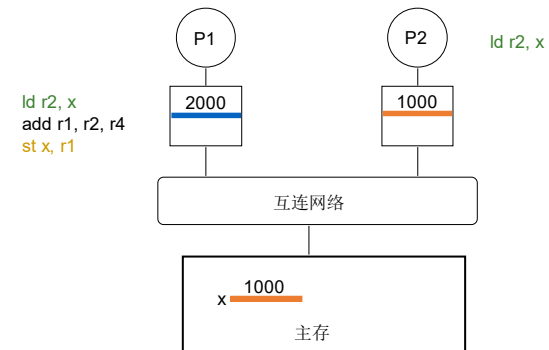 P1
P2
ld r2, x
ld r2, x
add r1, r2, r4
st x, r1
2000
1000
互连网络
1000
x
主存